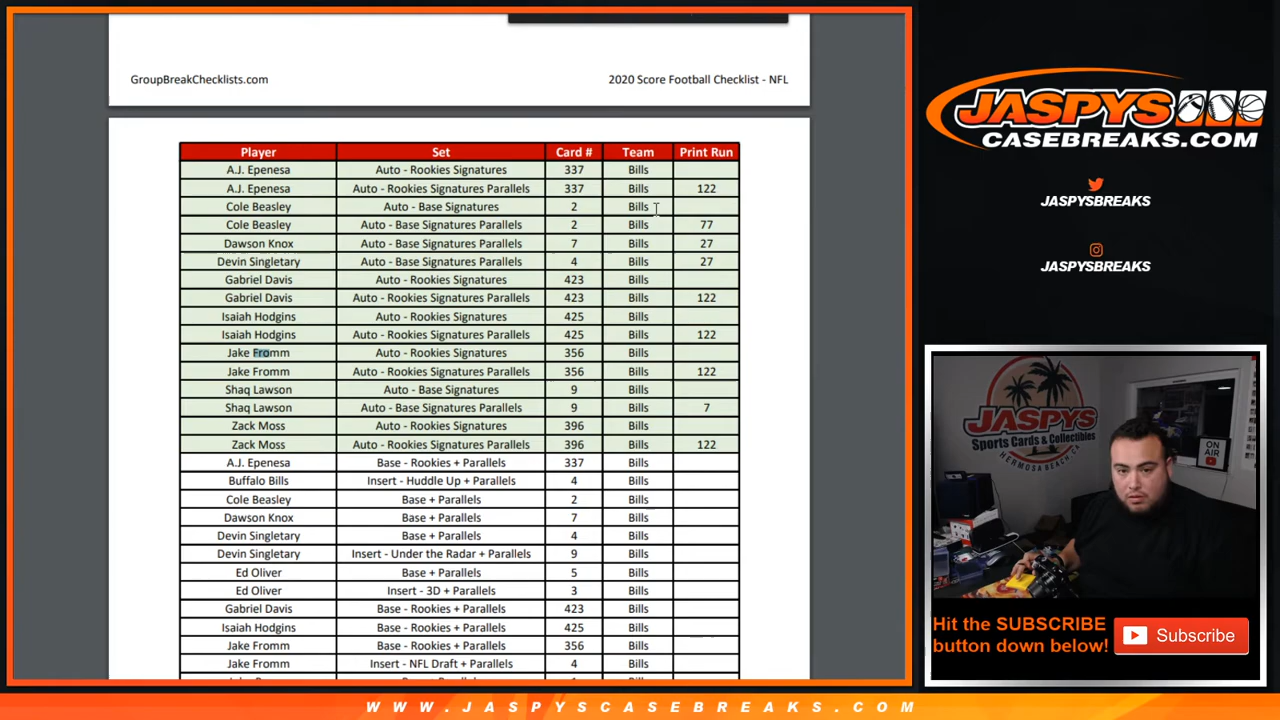 GroupBreakChecklists.com 2020 Score Football Checklist - NFL
Player Set Card # Team Print Run
A.J. Epenesa Auto - Rookies Signatures 337 Bills
A.J. Epenesa Auto - Rookies Signatures Parallels 337 Bills 122
Cole Beasley Auto - Base Signatures 2 Bills
Cole Beasley Auto - Base Signatures Parallels 2 Bills 77
Dawson Knox Auto - Base Signatures Parallels 7 Bills 27
Devin Singletary Auto - Base Signatures Parallels 4 Bills 27
Gabriel Davis Auto - Rookies Signatures 423 Bills
Gabriel Davis Auto - Rookies Signatures Parallels 423 Bills 122
Isaiah Hodgins Auto - Rookies Signatures 425 Bills
Isaiah Hodgins Auto - Rookies Signatures Parallels 425 Bills 122
Jake Fromm Auto - Rookies Signatures 356 Bills
Jake Fromm Auto - Rookies Signatures Parallels 356 Bills 122
Shaq Lawson Auto - Base Signatures 9 Bills
Shaq Lawson Auto - Base Signatures Parallels 9 Bills 7
Zack Moss Auto - Rookies Signatures 396 Bills
Zack Moss Auto - Rookies Signatures Parallels 396 Bills 122
A.J. Epenesa Base - Rookies + Parallels 337 Bills
Buffalo Bills Insert - Huddle Up + Parallels 4 Bills
Cole Beasley Base + Parallels 2 Bills
Dawson Knox Base + Parallels 7 Bills
Devin Singletary Base + Parallels 4 Bills
Devin Singletary Insert - Under the Radar + Parallels 9 Bills
Ed Oliver Base + Parallels 5 Bills
Ed Oliver Insert - 3D + Parallels 3 Bills
Gabriel Davis Base - Rookies + Parallels 423 Bills
Isaiah Hodgins Base - Rookies + Parallels 425 Bills
Jake Fromm Base - Rookies + Parallels 356 Bills
Jake Fromm Insert - NFL Draft + Parallels 4 Bills
JASPYS
CASEBREAKS.COM
JASPYSBREAKS
JASPYSBREAKS
JASPYS
Sports Cards & Collectibles
HERMOSA BEACH, CA
ON AIR
Hit the SUBSCRIBE
button down below!
Subscribe
WWW.JASPYSCASEBREAKS.COM